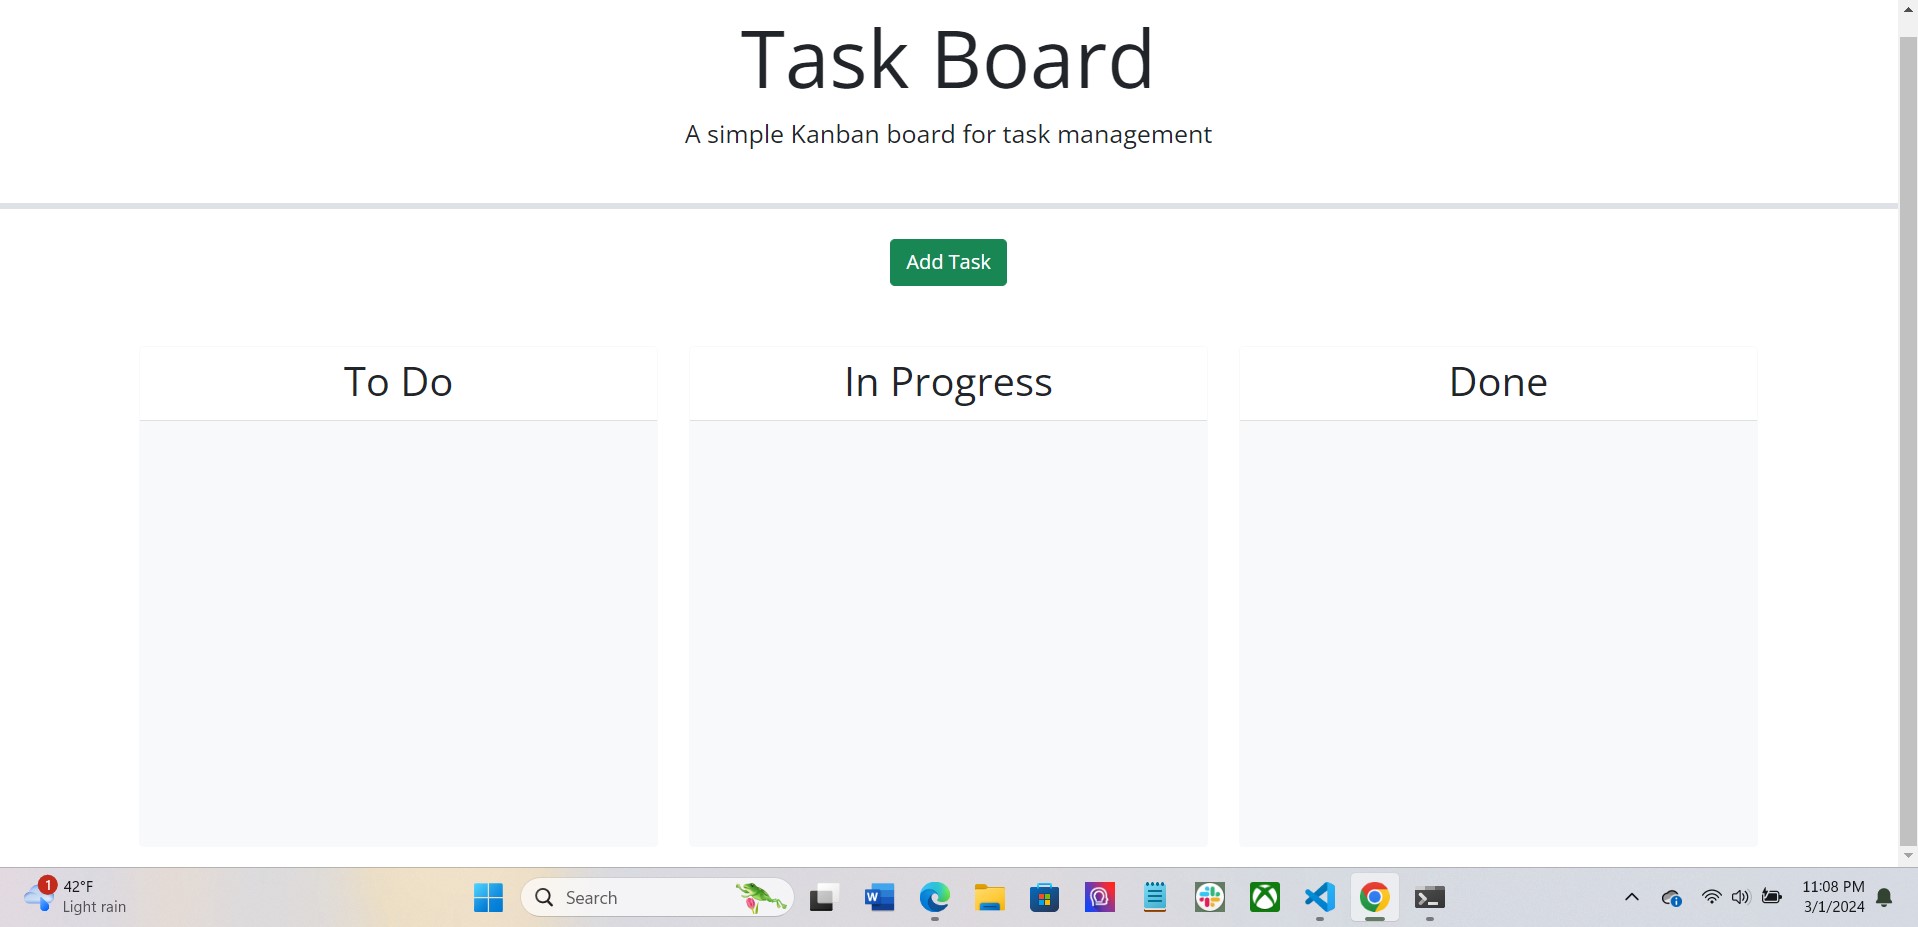 Task Board
A simple Kanban board for task management
Add Task
To Do
In Progress
Done
1
42°F
Light rain
Search
W
11:08 PM
3/1/2024